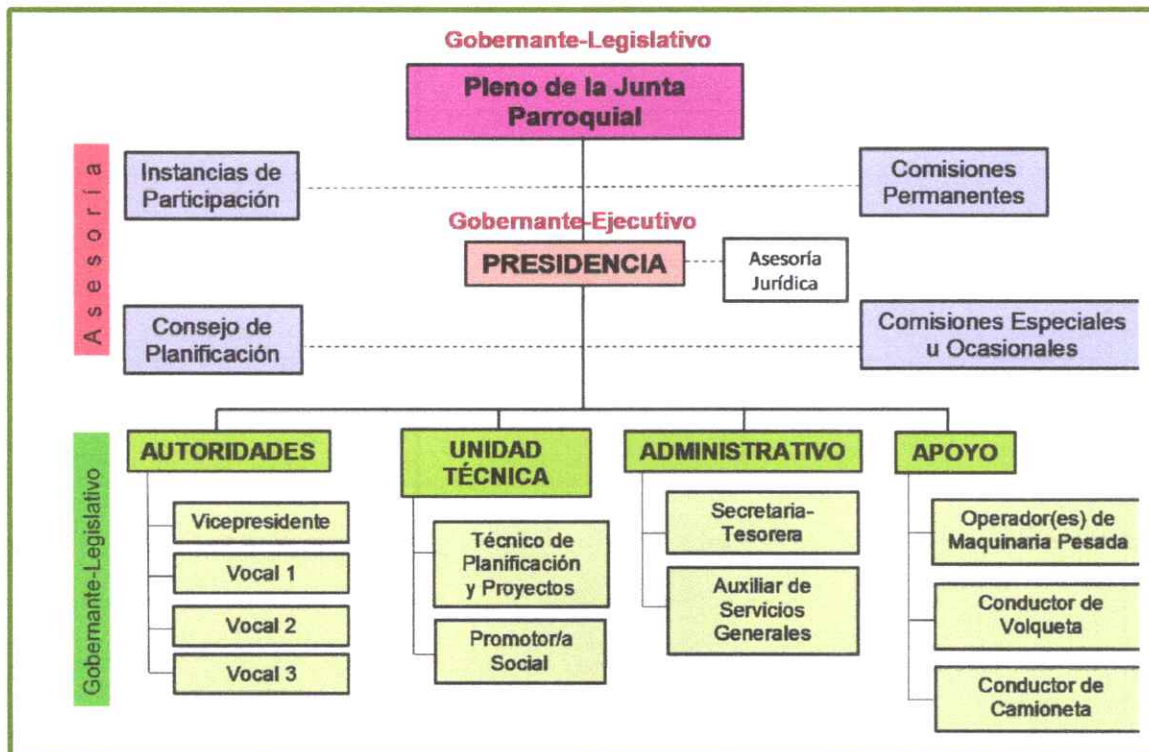 Gobernante-Legislativo
Pleno de la Junta
Parroquial
Asesoría
Instancias de
Participación
Comisiones
Permanentes
Gobernante-Ejecutivo
PRESIDENCIA
Asesoría
Jurídica
Consejo de
Planificación
Comisiones Especiales
u Ocasionales
Gobernante-Legislativo
AUTORIDADES
Vicepresidente
Vocal 1
Vocal 2
Vocal 3
UNIDAD
TÉCNICA
Técnico de
Planificación
y Proyectos
Promotor/a
Social
ADMINISTRATIVO
Secretaria-
Tesorera
Auxiliar de
Servicios
Generales
APOYO
Operador(es) de
Maquinaria Pesada
Conductor de
Volqueta
Conductor de
Camioneta